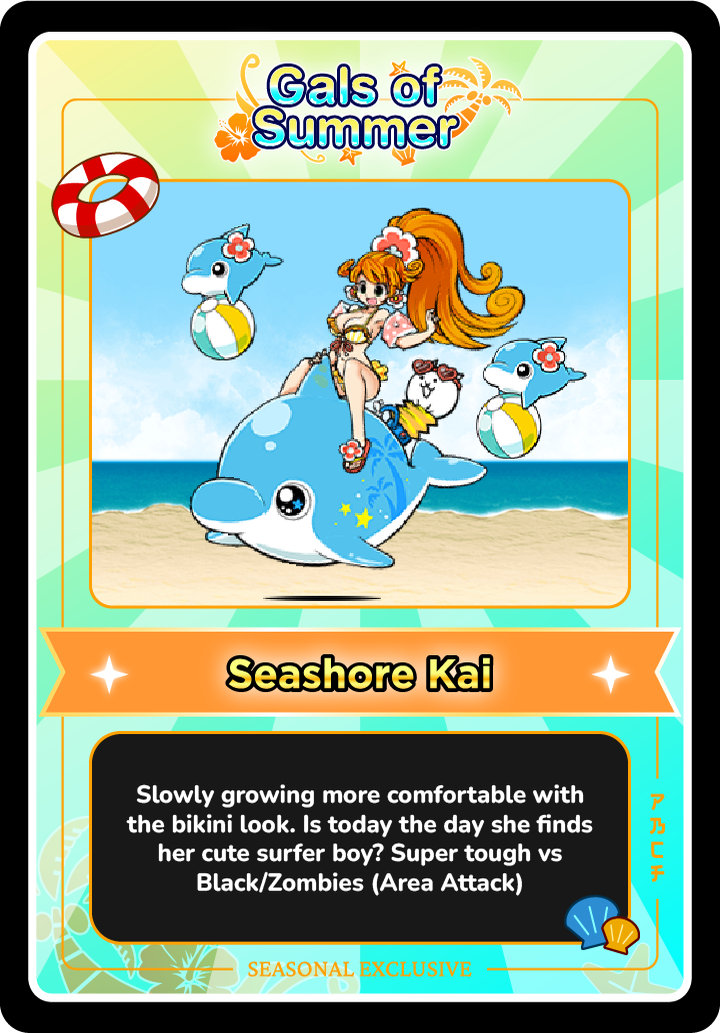 Gals of
Summer
Seashore Kai
Slowly growing more comfortable with
the bikini look. Is today the day she finds
her cute surfer boy? Super tough vs
Black/Zombies (Area Attack)
SEASONAL EXCLUSIVE